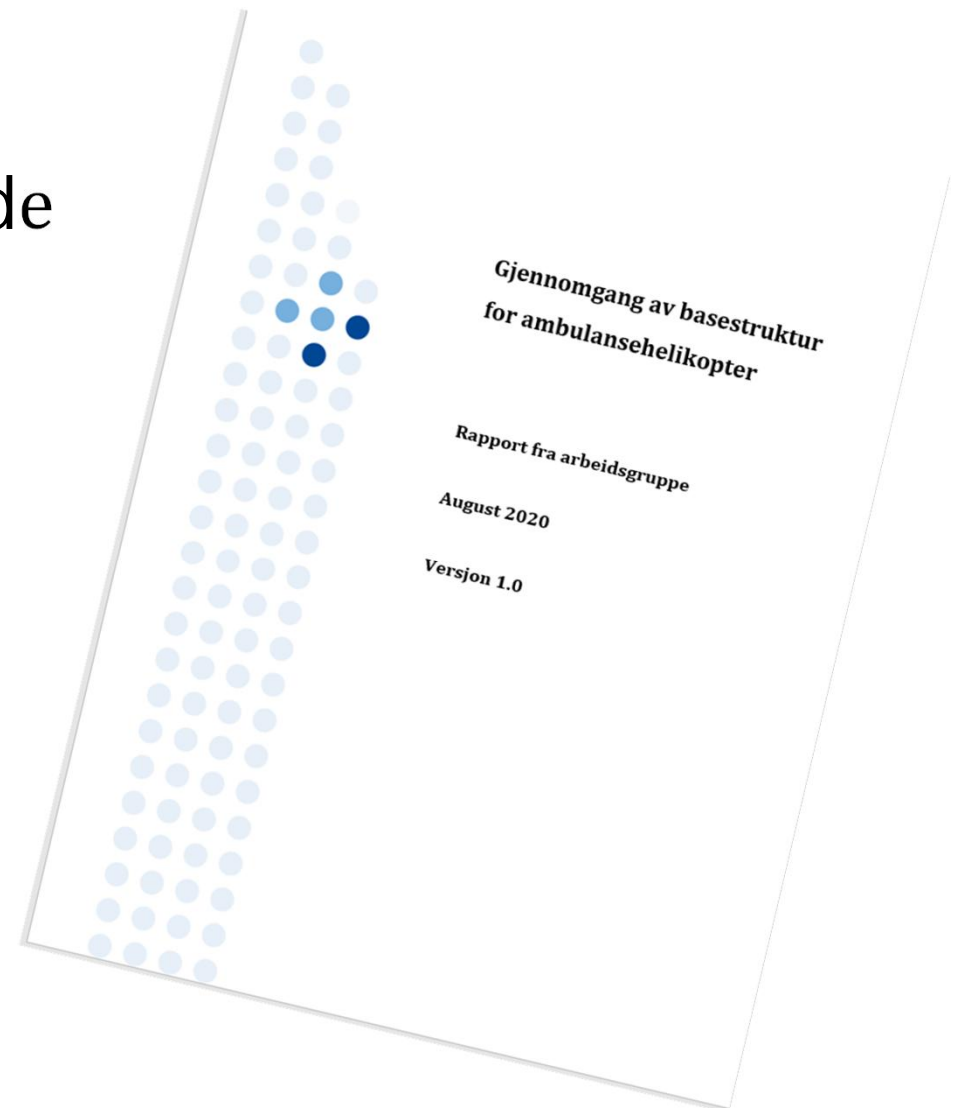 de
Gjennomgang av basestruktur
for ambulansehelikopter
Rapport fra arbeidsgruppe
August 2020
Versjon 1.0